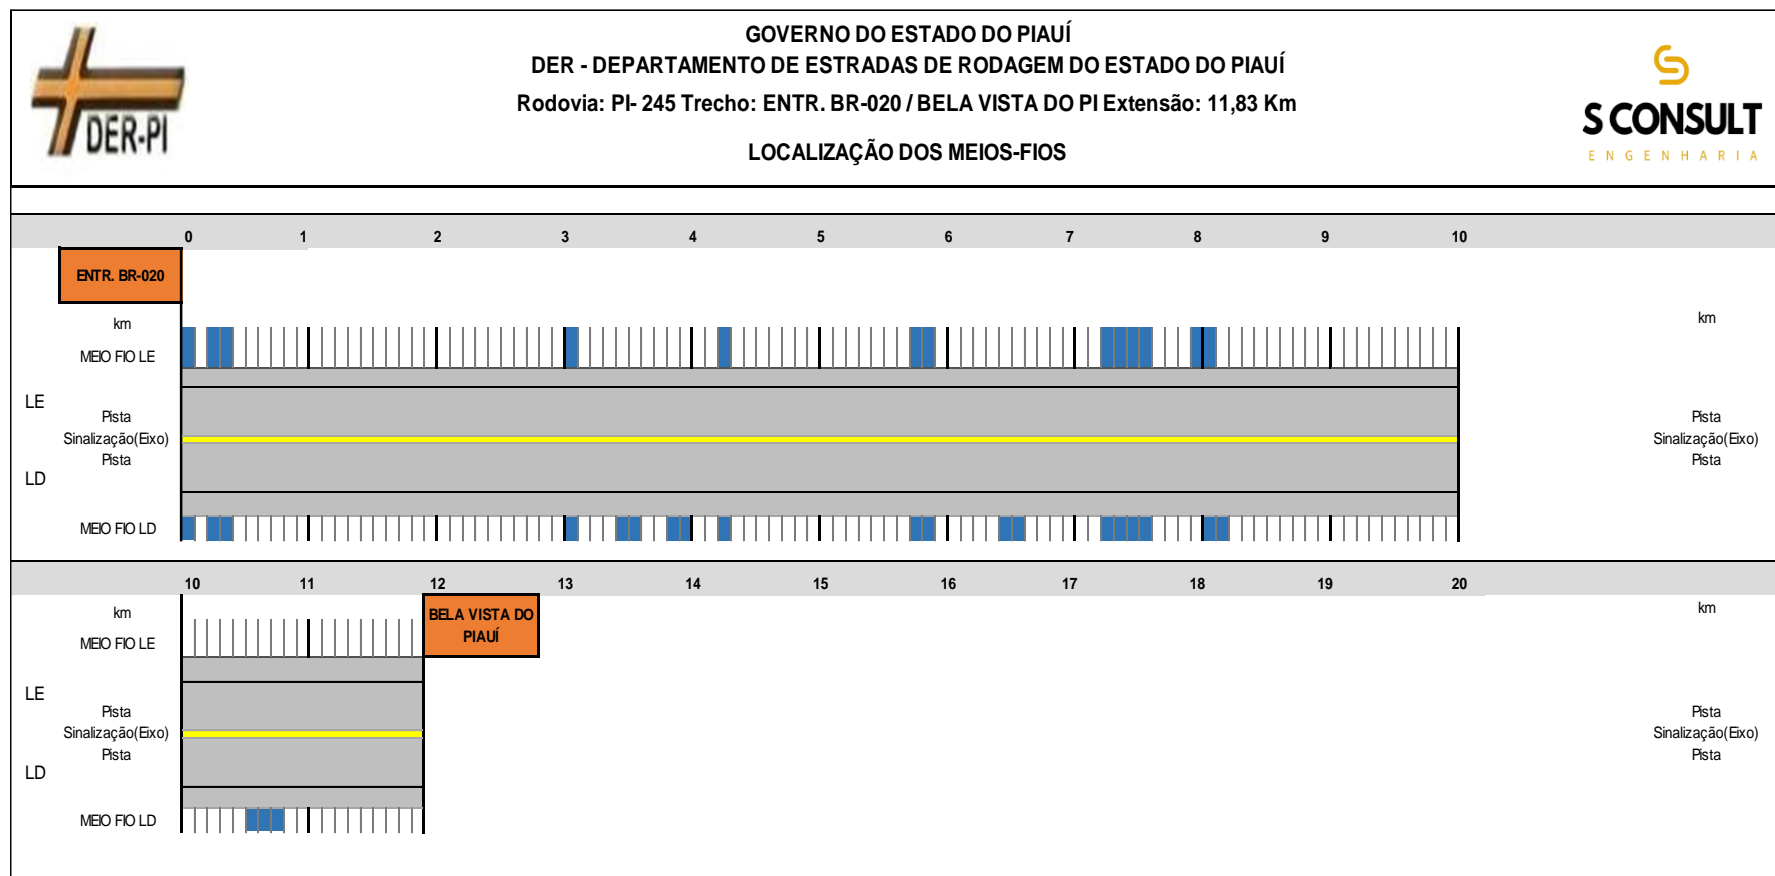 GOVERNO DO ESTADO DO PIAUÍ
DER - DEPARTAMENTO DE ESTRADAS DE RODAGEM DO ESTADO DO PIAUÍ
Rodovia: PI- 245 Trecho: ENTR. BR-020 / BELA VISTA DO PI Extensão: 11,83 Km
LOCALIZAÇÃO DOS MEIOS-FIOS
DER-PI
S CONSULT
ENGENHARIA
0 1 2 3 4 5 6 7 8 9 10
ENTR. BR-020
km km
MEIO FIO LE
LE
Pista Pista
Sinalização(Eixo) Sinalização(Eixo)
Pista Pista
LD
MEIO FIO LD
10 11 12 13 14 15 16 17 18 19 20
km BELA VISTA DO km
PIAUÍ
MEIO FIO LE
LE
Pista Pista
Sinalização(Eixo) Sinalização(Eixo)
Pista Pista
LD
MEIO FIO LD